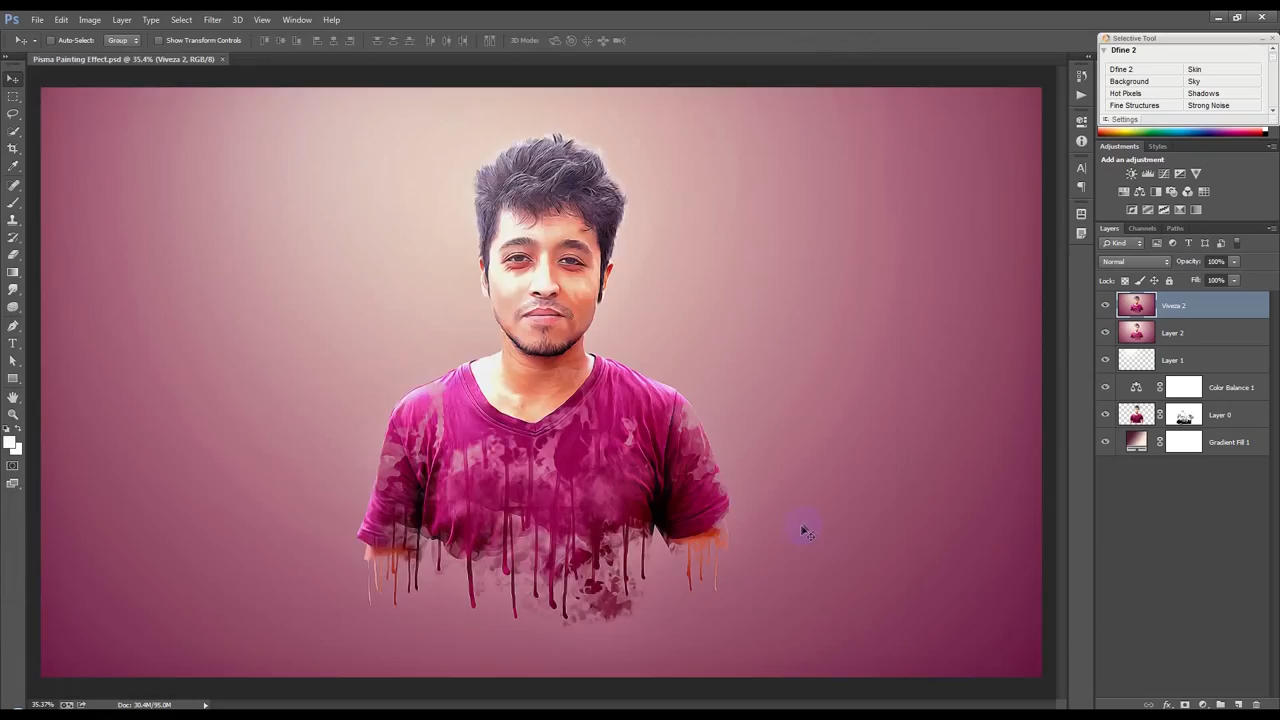 Ps File Edit Image Layer Type Select Filter 3D View Window Help
Auto-Select: Group Show Transform Controls 3D Mode:
Pisma Painting Effect.psd @ 35.4% (Viveza 2, RGB/8) ×
Selective Tool
Dfine 2
Dfine 2 Skin
Background Sky
Hot Pixels Shadows
Fine Structures Strong Noise
Settings
Adjustments Styles
Add an adjustment
Layers Channels Paths
Kind
Normal Opacity: 100%
Lock: Fill: 100%
Viveza 2
Layer 2
Layer 1
Color Balance 1
Layer 0
Gradient Fill 1
35.37% Doc: 30.4M/95.0M